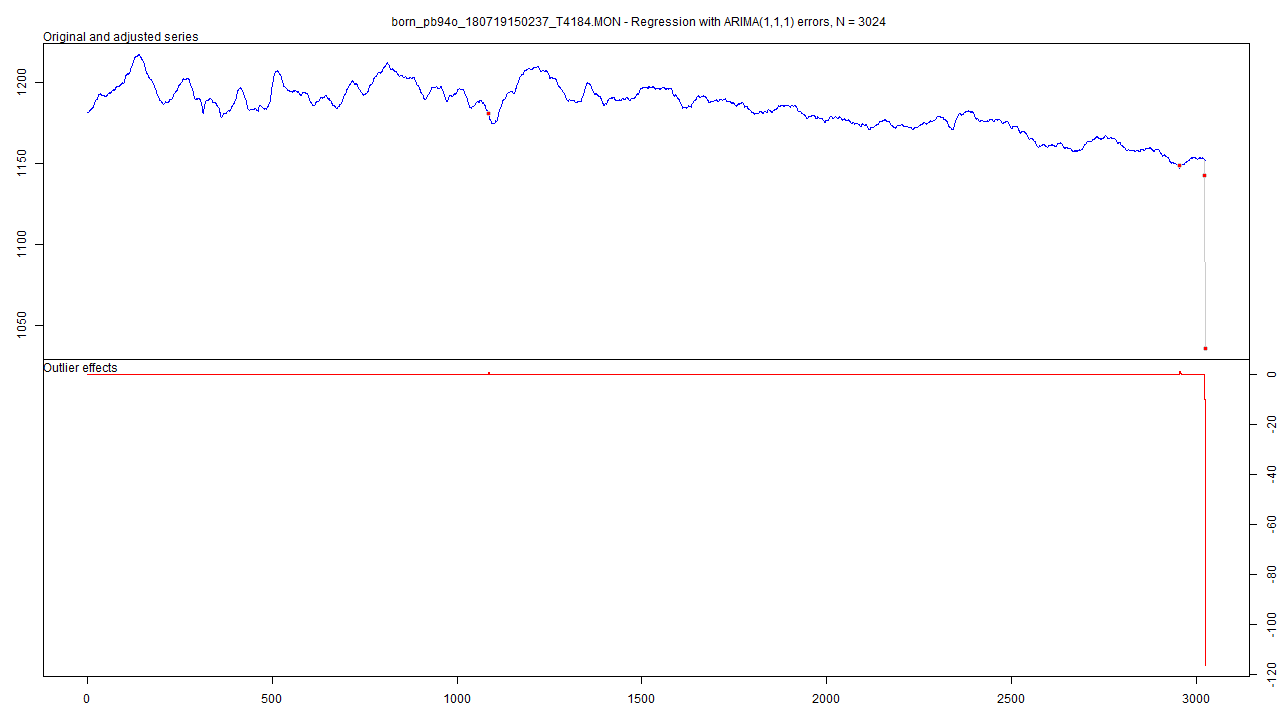 born_pb94o_180719150237_T4184.MON - Regression with ARIMA(1,1,1) errors, N = 3024
Original and adjusted series
1200
1150
1100
1050
Outlier effects
0
-20
-40
-60
-80
-100
-120
0 500 1000 1500 2000 2500 3000